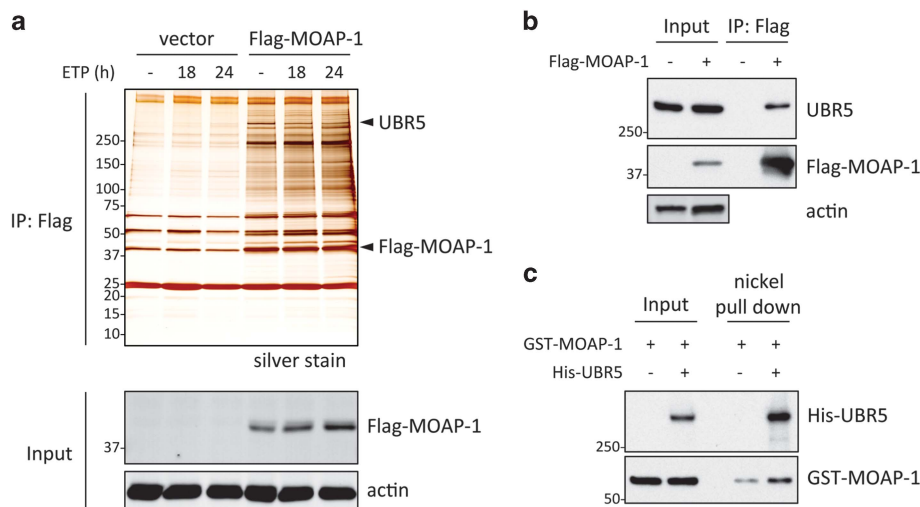 a
vector Flag-MOAP-1
ETP (h) - 18 24 - 18 24
IP: Flag
250
150
100
75
50
37
25
20
15
10
UBR5
Flag-MOAP-1
silver stain
Input
37
Flag-MOAP-1
actin
b
Input IP: Flag
Flag-MOAP-1 - + - +
250
UBR5
37
Flag-MOAP-1
actin
c
nickel
Input pull down
GST-MOAP-1 + + + +
His-UBR5 - + - +
250
His-UBR5
50
GST-MOAP-1